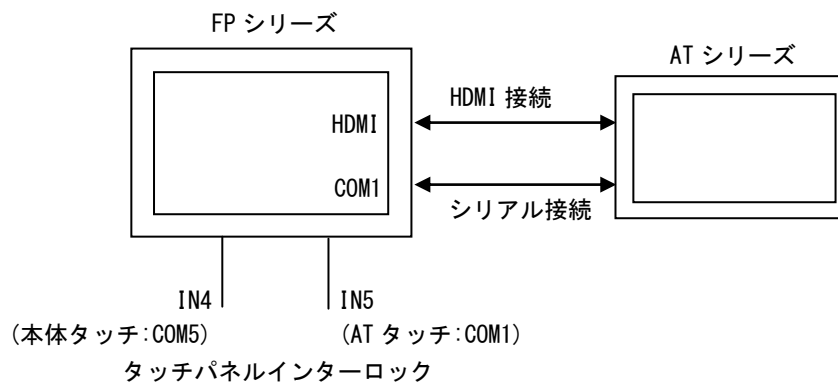 FP シリーズ
AT シリーズ
HDMI 接続
HDMI
COM1
シリアル接続
IN4
IN5
(本体タッチ:COM5)
(AT タッチ:COM1)
タッチパネルインターロック